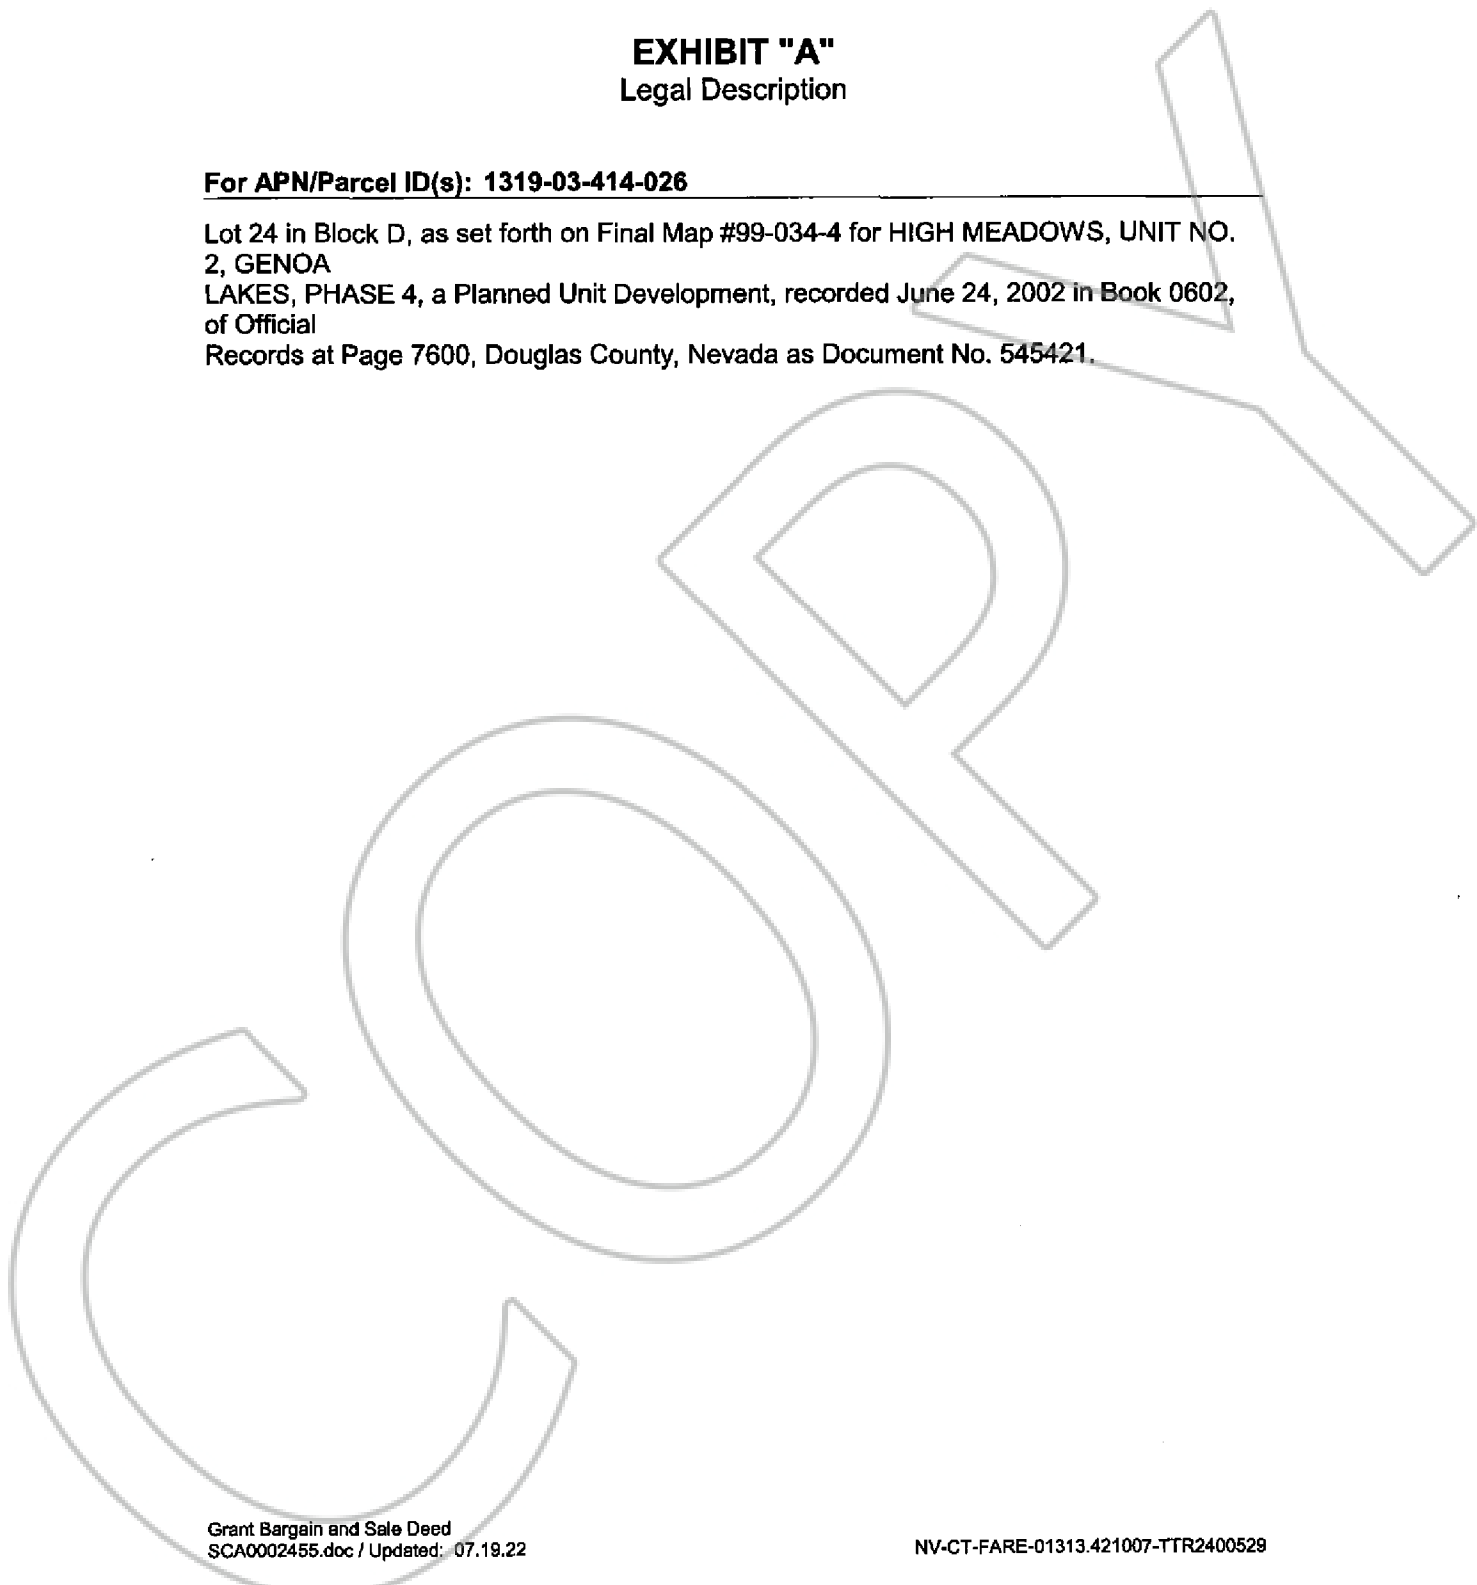 EXHIBIT "A"
Legal Description
For APN/Parcel ID(s): 1319-03-414-026
Lot 24 in Block D, as set forth on Final Map #99-034-4 for HIGH MEADOWS, UNIT NO.
2, GENOA
LAKES, PHASE 4, a Planned Unit Development, recorded June 24, 2002 in Book 0602,
of Official
Records at Page 7600, Douglas County, Nevada as Document No. 545421.
COPY
Grant Bargain and Sale Deed
SCA0002455.doc / Updated: 07.19.22
NV-CT-FARE-01313.421007-TTR2400529